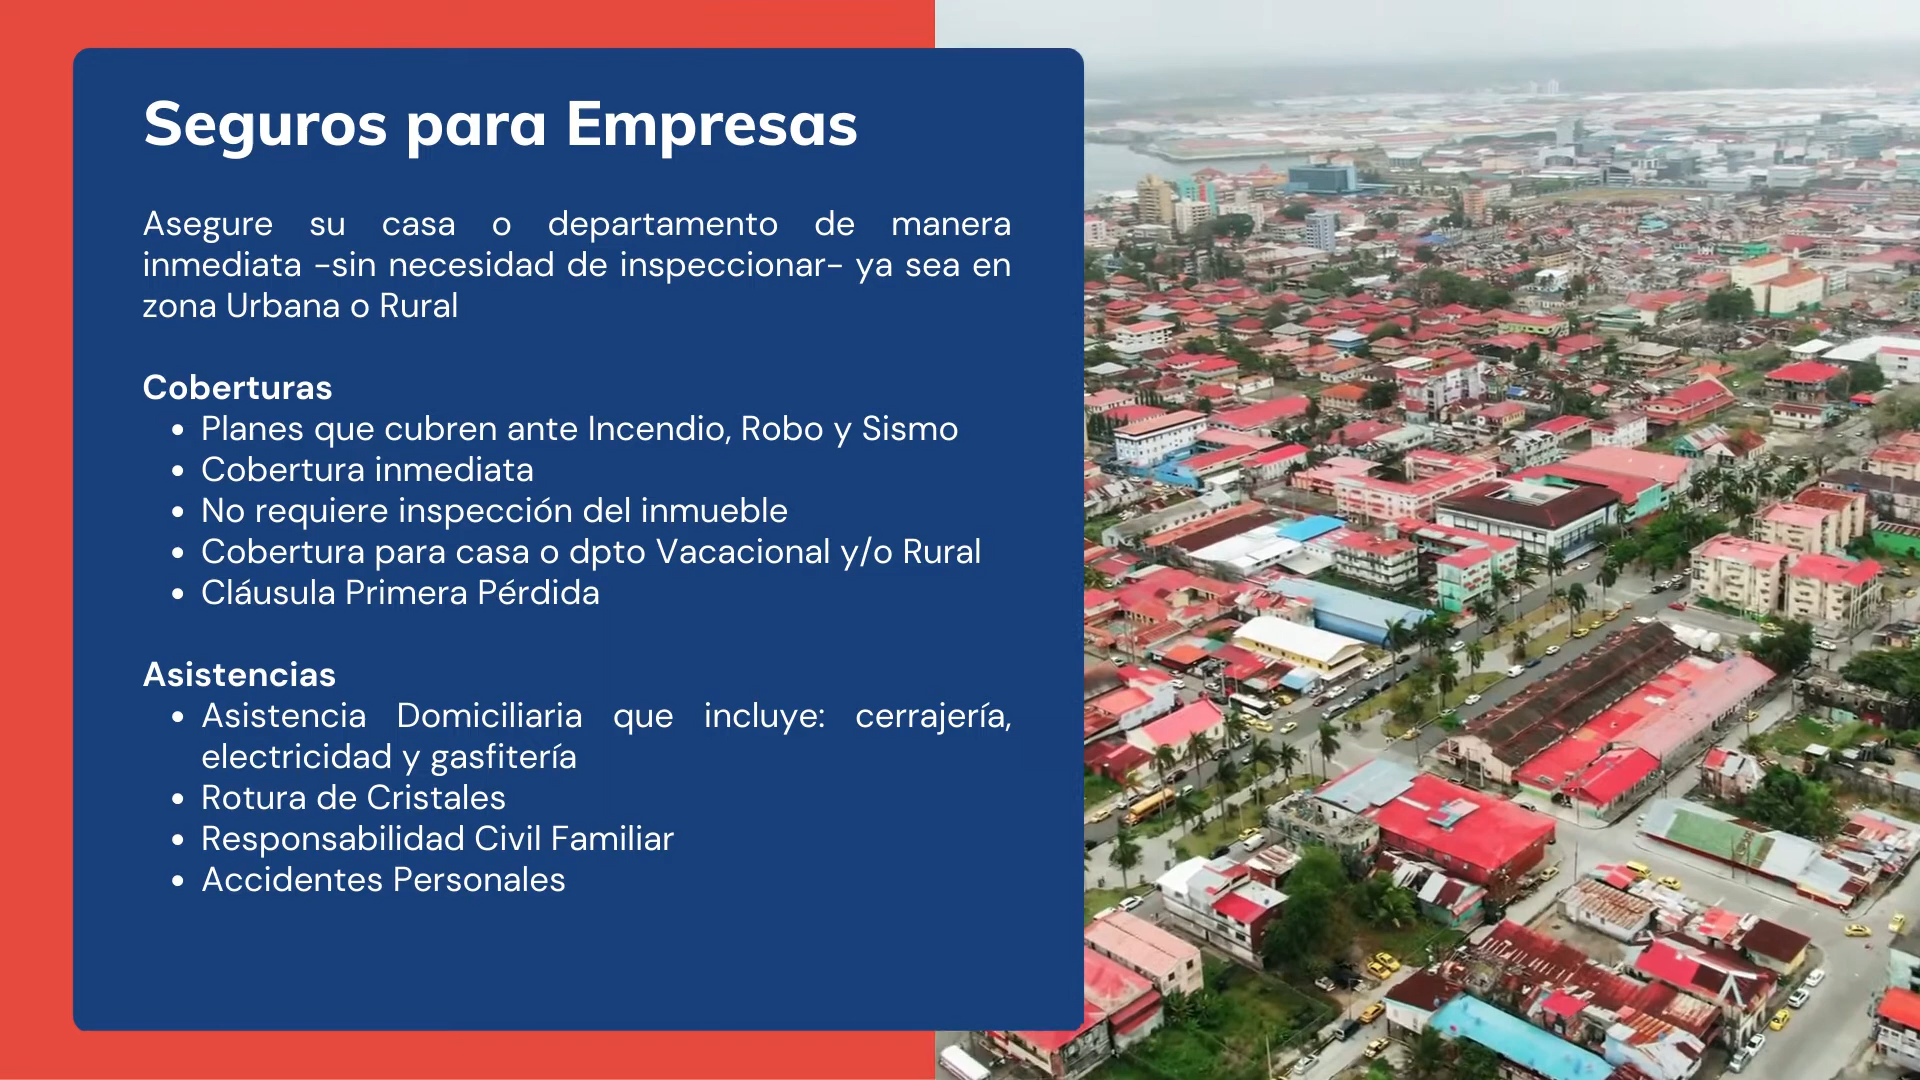 Seguros para Empresas
Asegure su casa o departamento de manera
inmediata -sin necesidad de inspeccionar- ya sea en
zona Urbana o Rural
Coberturas
• Planes que cubren ante Incendio, Robo y Sismo
• Cobertura inmediata
• No requiere inspección del inmueble
• Cobertura para casa o dpto Vacacional y/o Rural
• Cláusula Primera Pérdida
Asistencias
• Asistencia Domiciliaria que incluye: cerrajería,
electricidad y gasfitería
• Rotura de Cristales
• Responsabilidad Civil Familiar
• Accidentes Personales